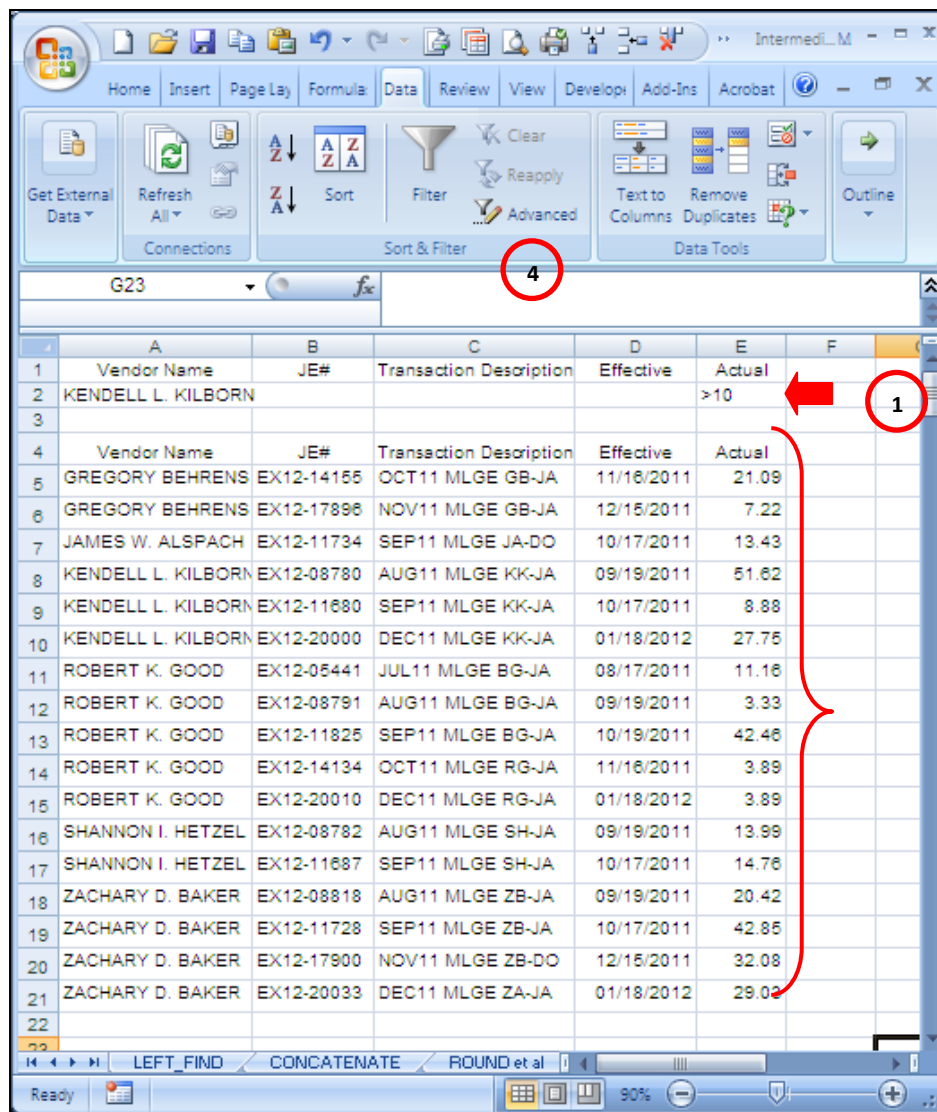 Intermedi...M
Home Insert Page Lay Formula: Data Review View Develop Add-Ins Acrobat
Get External Data
Refresh All
Connections
A Z
Z A
A Z Z A
Sort
Filter
Clear
Reapply
Advanced
Sort & Filter
Text to Columns
Remove Duplicates
Data Tools
Outline
4
G23 fx
A B C D E F
1 Vendor Name JE# Transaction Description Effective Actual
2 KENDELL L. KILBORN >10
1
3
4 Vendor Name JE# Transaction Description Effective Actual
5 GREGORY BEHRENS EX12-14155 OCT11 MLGE GB-JA 11/16/2011 21.09
6 GREGORY BEHRENS EX12-17896 NOV11 MLGE GB-JA 12/15/2011 7.22
7 JAMES W. ALSPACH EX12-11734 SEP11 MLGE JA-DO 10/17/2011 13.43
8 KENDELL L. KILBORN EX12-08780 AUG11 MLGE KK-JA 09/19/2011 51.62
9 KENDELL L. KILBORN EX12-11680 SEP11 MLGE KK-JA 10/17/2011 8.88
10 KENDELL L. KILBORN EX12-20000 DEC11 MLGE KK-JA 01/18/2012 27.75
11 ROBERT K. GOOD EX12-05441 JUL11 MLGE BG-JA 08/17/2011 11.16
12 ROBERT K. GOOD EX12-08791 AUG11 MLGE BG-JA 09/19/2011 3.33
13 ROBERT K. GOOD EX12-11825 SEP11 MLGE BG-JA 10/19/2011 42.46
14 ROBERT K. GOOD EX12-14134 OCT11 MLGE RG-JA 11/16/2011 3.89
15 ROBERT K. GOOD EX12-20010 DEC11 MLGE RG-JA 01/18/2012 3.89
16 SHANNON I. HETZEL EX12-08782 AUG11 MLGE SH-JA 09/19/2011 13.99
17 SHANNON I. HETZEL EX12-11687 SEP11 MLGE SH-JA 10/17/2011 14.76
18 ZACHARY D. BAKER EX12-08818 AUG11 MLGE ZB-JA 09/19/2011 20.42
19 ZACHARY D. BAKER EX12-11728 SEP11 MLGE ZB-JA 10/17/2011 42.85
20 ZACHARY D. BAKER EX12-17900 NOV11 MLGE ZB-DO 12/15/2011 32.08
21 ZACHARY D. BAKER EX12-20033 DEC11 MLGE ZA-JA 01/18/2012 29.03
22
23
LEFT_FIND CONCATENATE ROUND et al
Ready 90%